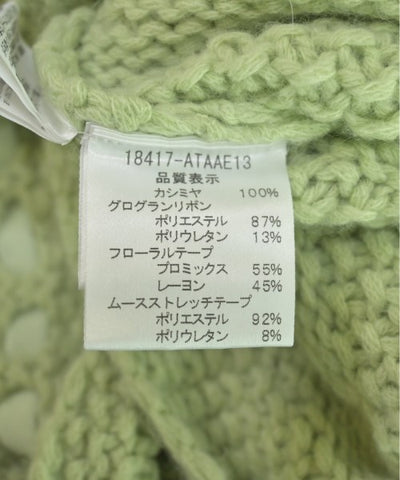 18417-ATAAE13
品質表示
カシミヤ 100%
グログランリボン
ポリエステル 87%
ポリウレタン 13%
フローラルテープ
プロミックス 55%
レーヨン 45%
ムースストレッチテープ
ポリエステル 92%
ポリウレタン 8%